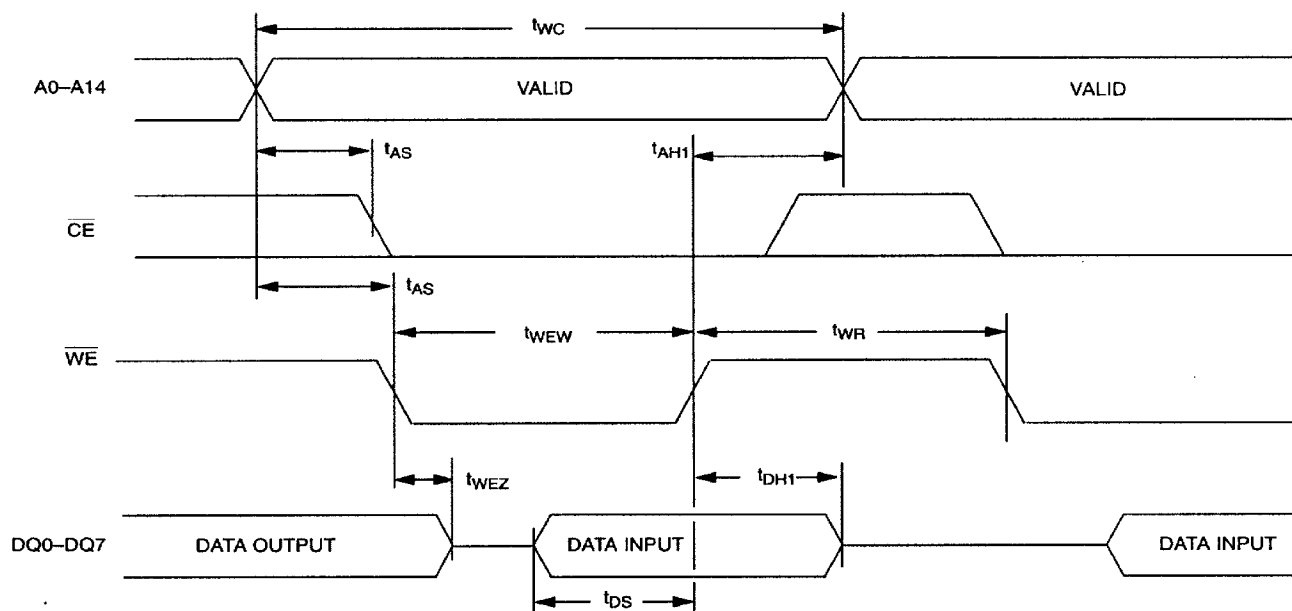 tWC
A0–A14
VALID
VALID
tAS
tAH1
CE
tAS
tWEW
tWR
WE
tWEZ
tDH1
DQ0–DQ7
DATA OUTPUT
DATA INPUT
DATA INPUT
tDS